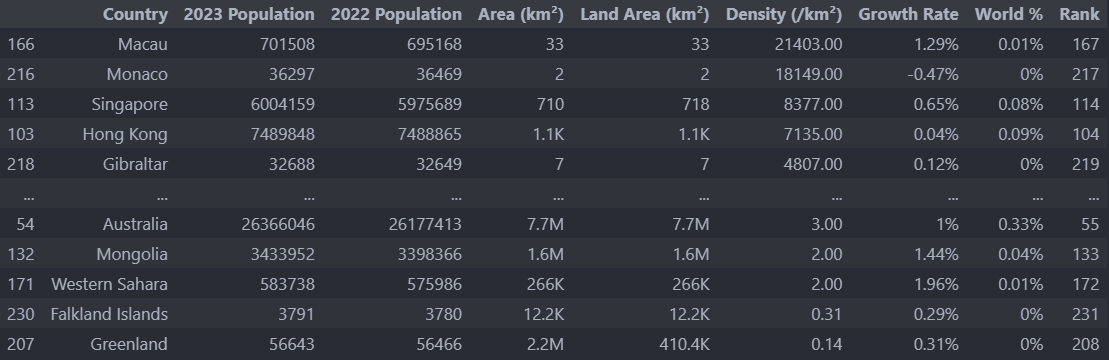 Country 2023 Population 2022 Population Area (km²) Land Area (km²) Density (/km²) Growth Rate World % Rank
166 Macau 701508 695168 33 33 21403.00 1.29% 0.01% 167
216 Monaco 36297 36469 2 2 18149.00 -0.47% 0% 217
113 Singapore 6004159 5975689 710 718 8377.00 0.65% 0.08% 114
103 Hong Kong 7489848 7488865 1.1K 1.1K 7135.00 0.04% 0.09% 104
218 Gibraltar 32688 32649 7 7 4807.00 0.12% 0% 219
... ... ... ... ... ... ... ... ... ...
54 Australia 26366046 26177413 7.7M 7.7M 3.00 1% 0.33% 55
132 Mongolia 3433952 3398366 1.6M 1.6M 2.00 1.44% 0.04% 133
171 Western Sahara 583738 575986 266K 266K 2.00 1.96% 0.01% 172
230 Falkland Islands 3791 3780 12.2K 12.2K 0.31 0.29% 0% 231
207 Greenland 56643 56466 2.2M 410.4K 0.14 0.31% 0% 208